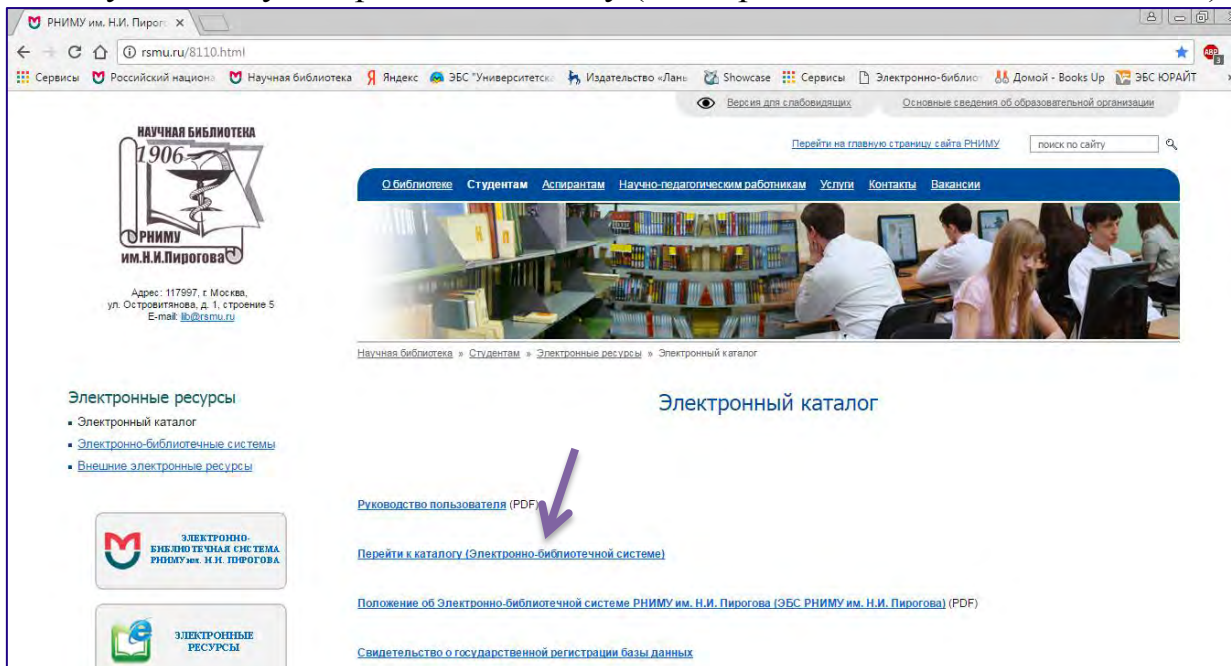 РНИМУ им. Н.И. Пирого
rsmu.ru/8110.html
Сервисы Российский национа Научная библиотека Яндекс ЭБС "Университетск Издательство «Лань Showcase Сервисы Электронно-библио Домой - Books Up ЭБС ЮРАЙТ
Версия для слабовидящих Основные сведения об образовательной организации
НАУЧНАЯ БИБЛИОТЕКА
1906
РНИМУ
им.Н.И.Пирогова
Перейти на главную страницу сайта РНИМУ поиск по сайту
О библиотеке Студентам Аспирантам Научно-педагогическим работникам Услуги Контакты Вакансии
Адрес: 117997, г. Москва,
ул. Островитянова, д. 1, строение 5
E-mail: lib@rsmu.ru
Научная библиотека » Студентам » Электронные ресурсы » Электронный каталог
Электронные ресурсы
Электронный каталог
Электронно-библиотечные системы
Внешние электронные ресурсы
ЭЛЕКТРОННО-
БИБЛИОТЕЧНАЯ СИСТЕМА
РНИМУ им. Н.И. ПИРОГОВА
ЭЛЕКТРОННЫЕ
РЕСУРСЫ
Электронный каталог
Руководство пользователя (PDF)
Перейти к каталогу (Электронно-библиотечной системе)
Положение об Электронно-библиотечной системе РНИМУ им. Н.И. Пирогова (ЭБС РНИМУ им. Н.И. Пирогова) (PDF)
Свидетельство о государственной регистрации базы данных